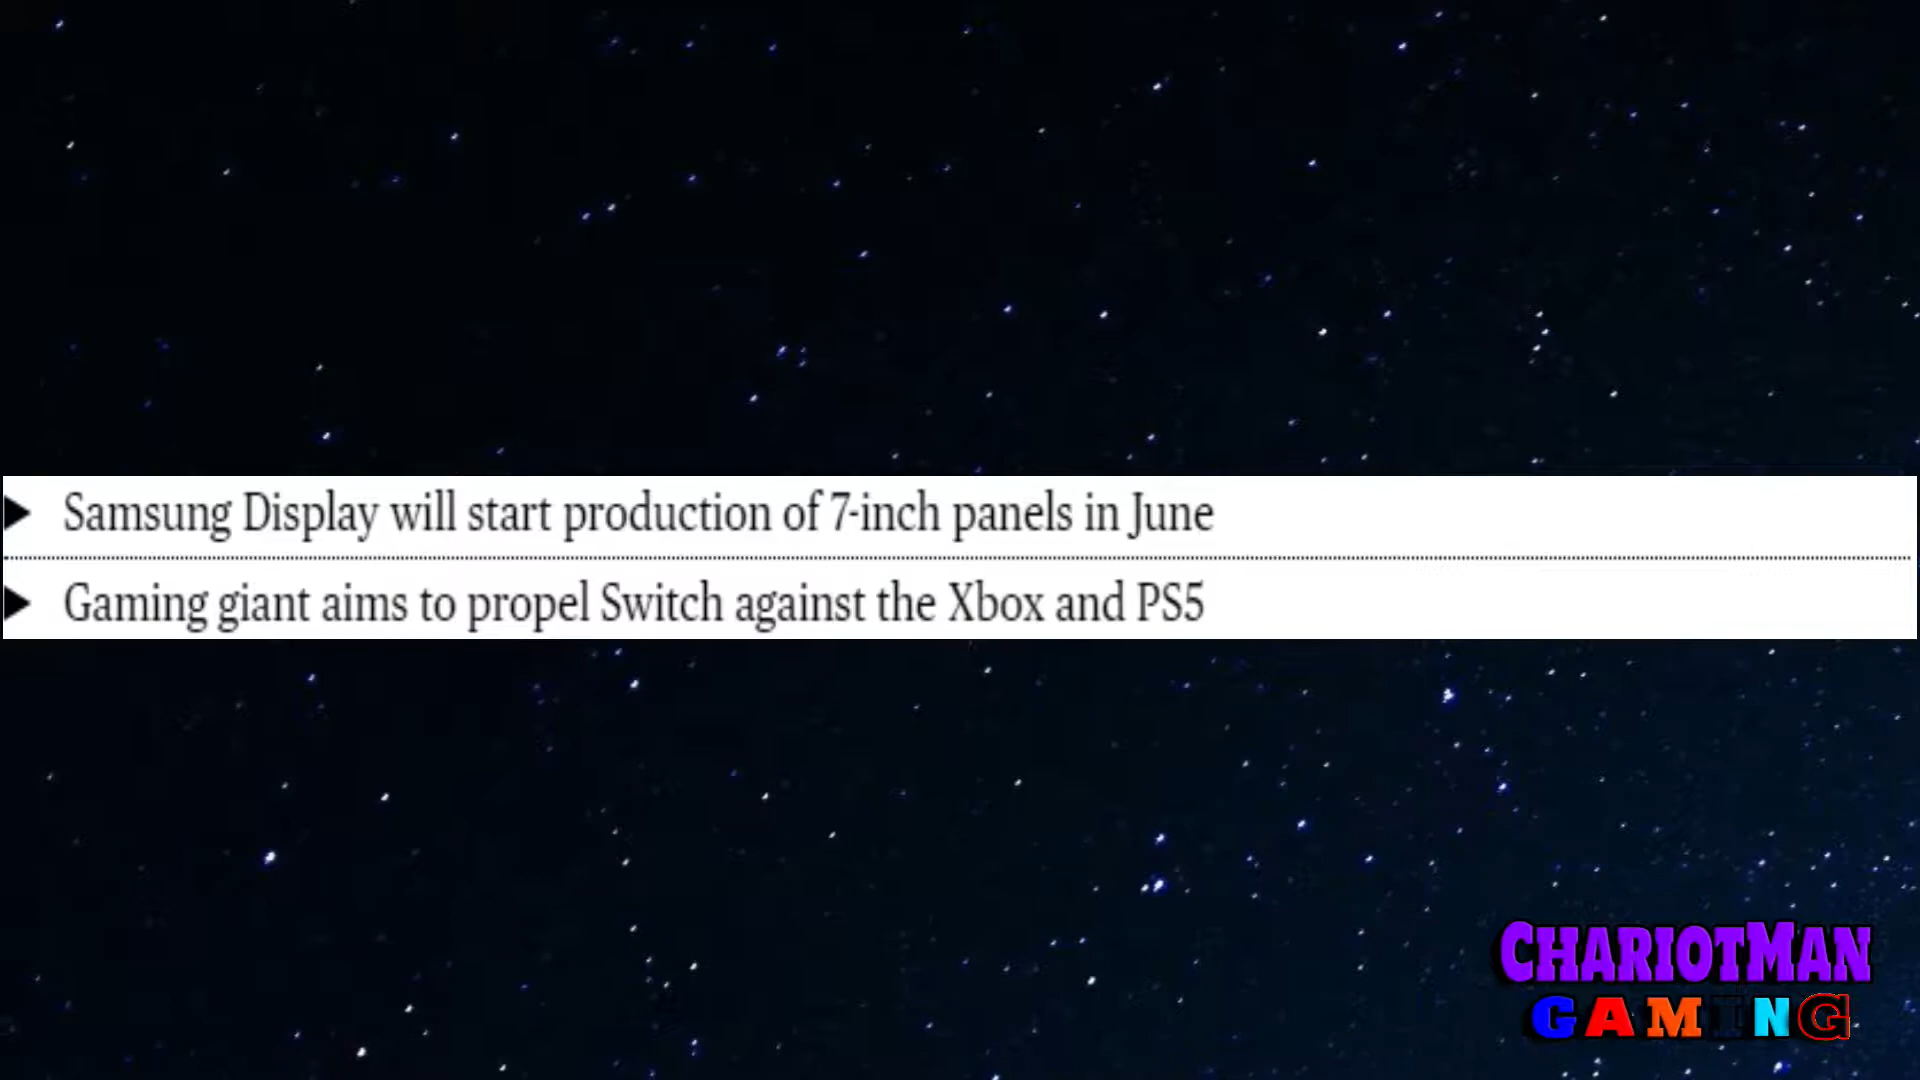 Samsung Display will start production of 7-inch panels in June
Gaming giant aims to propel Switch against the Xbox and PS5
CHARIOTMAN
GAMING